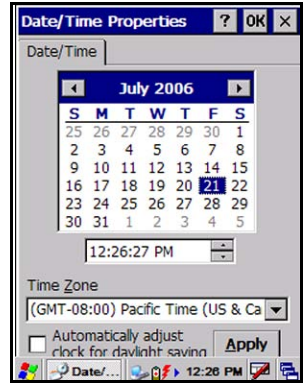 Date/Time Properties ? OK ×
Date/Time
July 2006
S M T W T F S
25 26 27 28 29 30 1
2 3 4 5 6 7 8
9 10 11 12 13 14 15
16 17 18 19 20 21 22
23 24 25 26 27 28 29
30 31 1 2 3 4 5
12:26:27 PM
Time Zone
(GMT-08:00) Pacific Time (US & Ca
Automatically adjust
clock for daylight saving
Apply
Date/... 12:26 PM